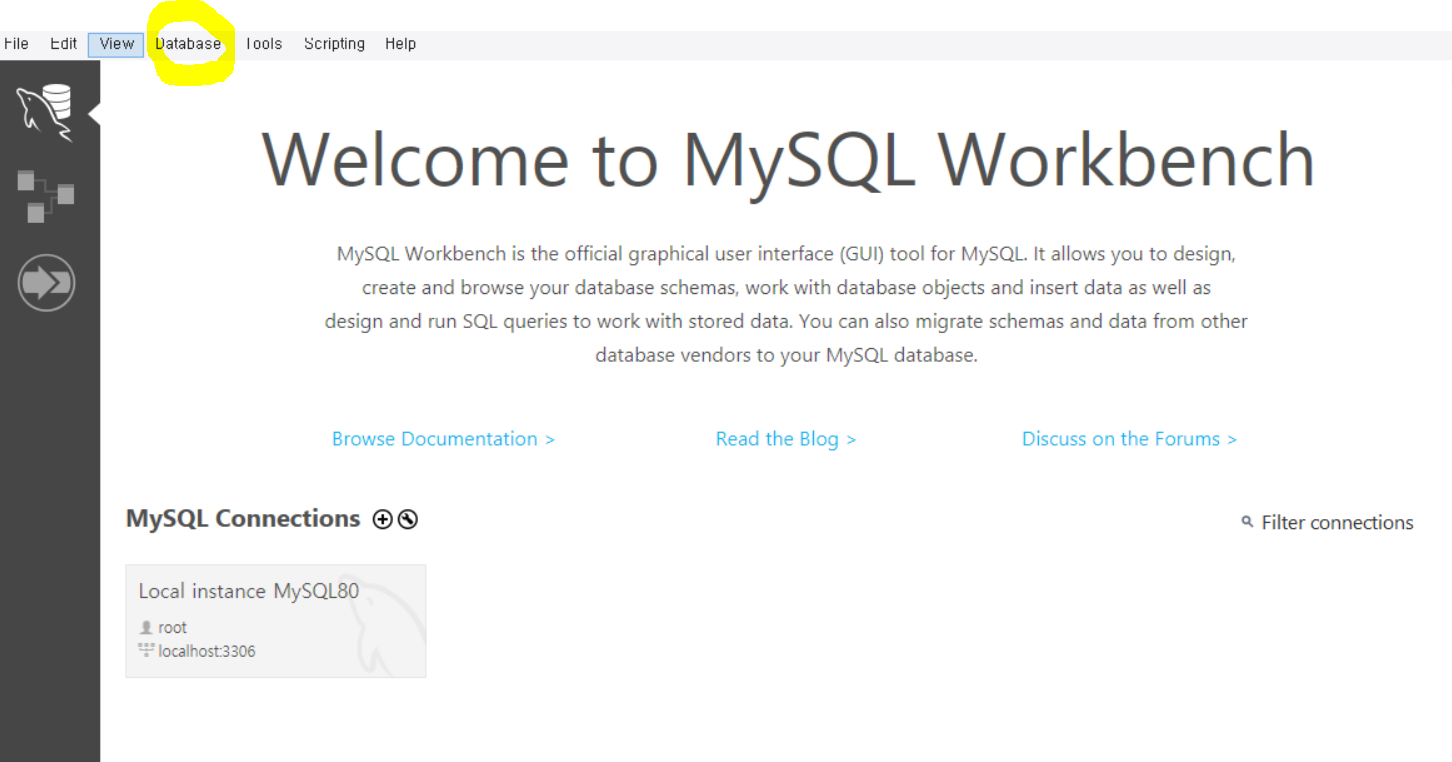 File Edit View Database Tools Scripting Help
Welcome to MySQL Workbench
MySQL Workbench is the official graphical user interface (GUI) tool for MySQL. It allows you to design,
create and browse your database schemas, work with database objects and insert data as well as
design and run SQL queries to work with stored data. You can also migrate schemas and data from other
database vendors to your MySQL database.
Browse Documentation > Read the Blog > Discuss on the Forums >
MySQL Connections Filter connections
Local instance MySQL80
root
localhost:3306